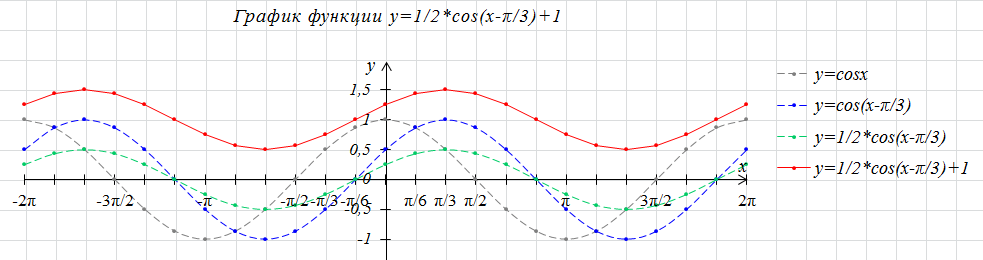 График функции y=1/2*cos(x-π/3)+1
y
1,5
1
0,5
0
-0,5
-1
x
-2π -3π/2 -π -π/2 -π/3 -π/6 π/6 π/3 π/2 π 3π/2 2π
y=cosx
y=cos(x-π/3)
y=1/2*cos(x-π/3)
y=1/2*cos(x-π/3)+1